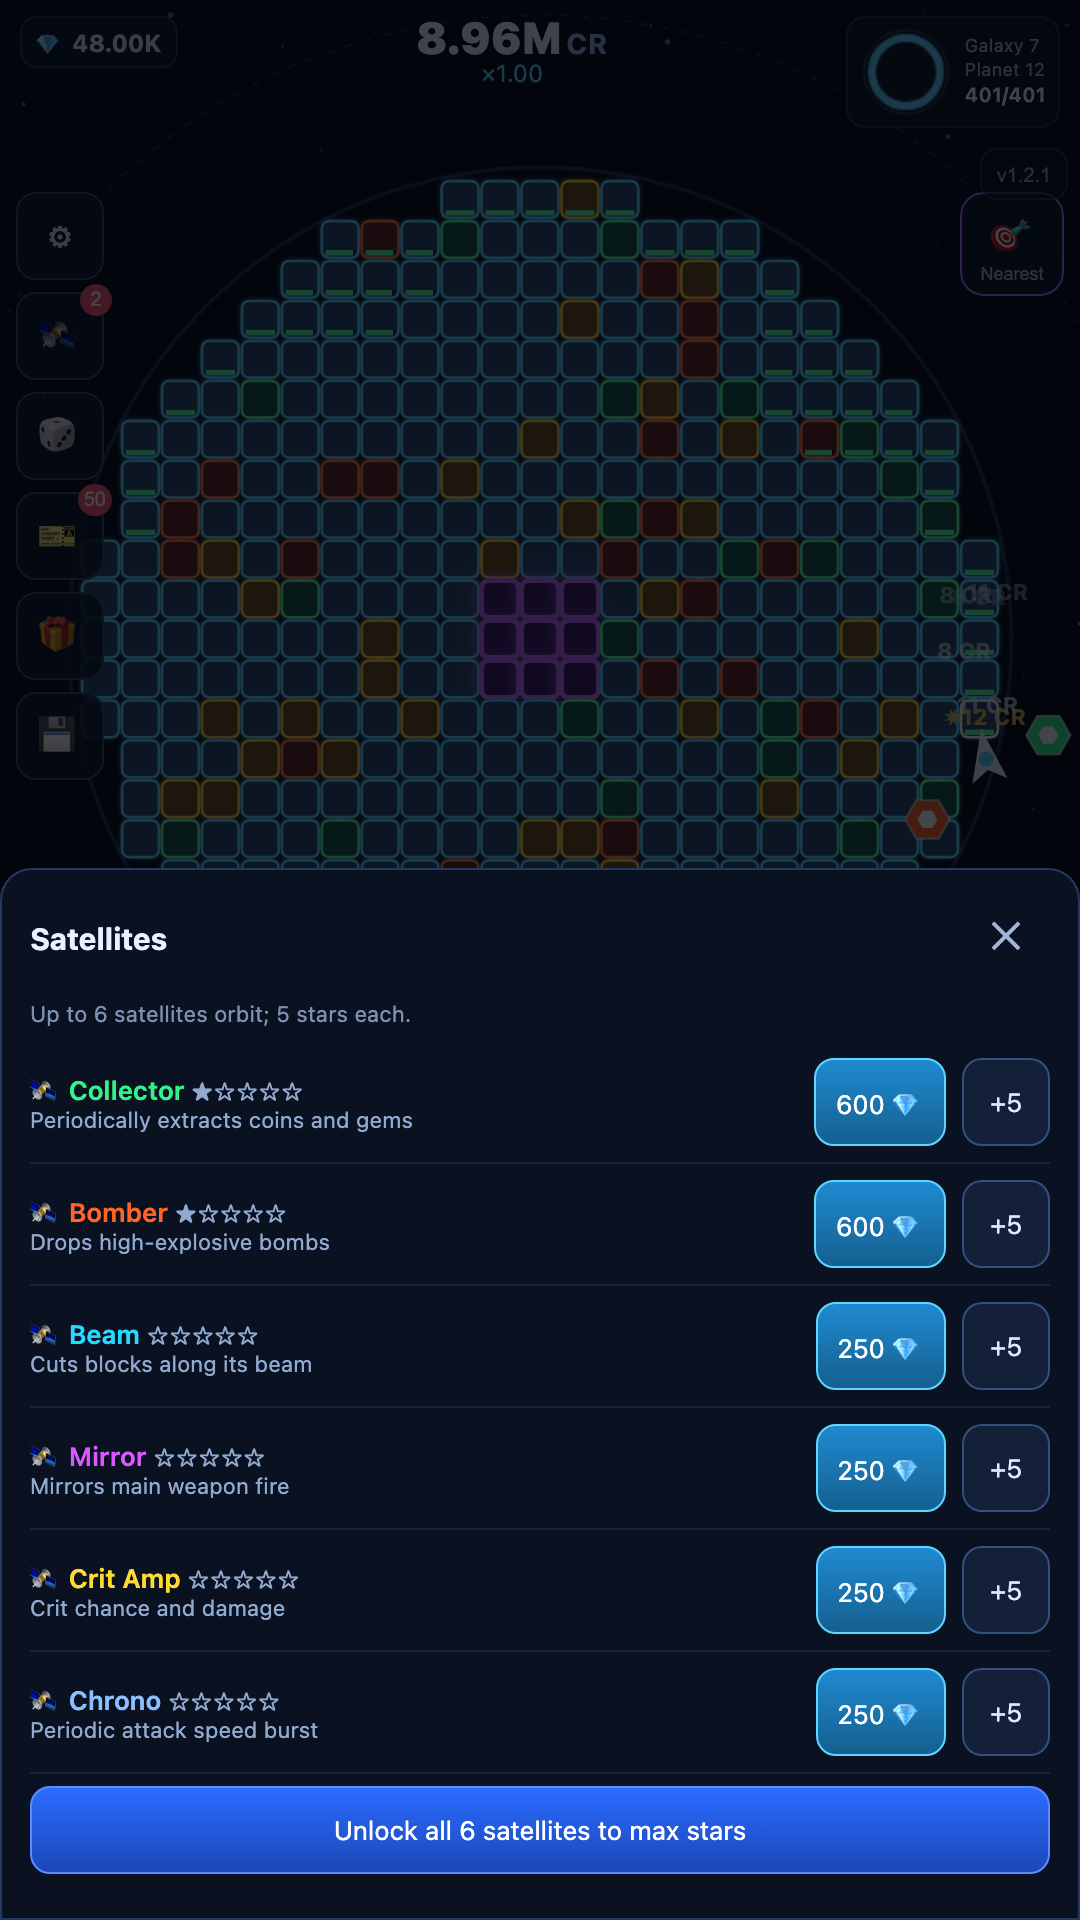 48.00K
8.96M CR
×1.00
Galaxy 7
Planet 12
401/401
v1.2.1
Nearest
2
50
8 CR
12 CR
Satellites
Up to 6 satellites orbit; 5 stars each.
Collector ★☆☆☆☆
Periodically extracts coins and gems
600
+5
Bomber ★☆☆☆☆
Drops high-explosive bombs
600
+5
Beam ☆☆☆☆☆
Cuts blocks along its beam
250
+5
Mirror ☆☆☆☆☆
Mirrors main weapon fire
250
+5
Crit Amp ☆☆☆☆☆
Crit chance and damage
250
+5
Chrono ☆☆☆☆☆
Periodic attack speed burst
250
+5
Unlock all 6 satellites to max stars